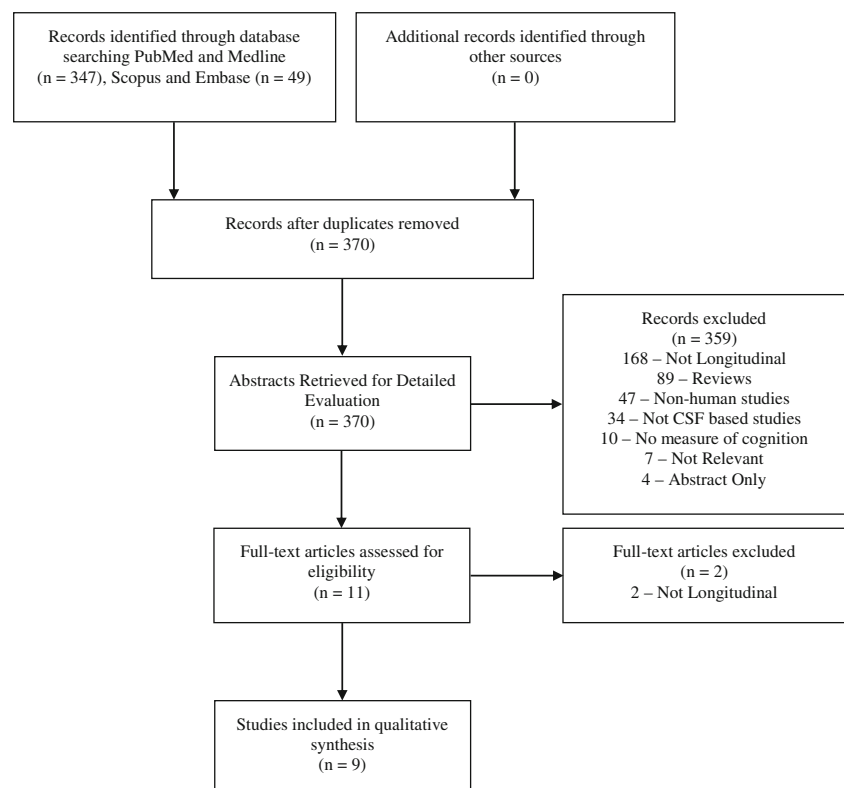 Records identified through database
searching PubMed and Medline
(n = 347), Scopus and Embase (n = 49)
Additional records identified through
other sources
(n = 0)
Records after duplicates removed
(n = 370)
Abstracts Retrieved for Detailed
Evaluation
(n = 370)
Records excluded
(n = 359)
168 – Not Longitudinal
89 – Reviews
47 – Non-human studies
34 – Not CSF based studies
10 – No measure of cognition
7 – Not Relevant
4 – Abstract Only
Full-text articles assessed for
eligibility
(n = 11)
Full-text articles excluded
(n = 2)
2 – Not Longitudinal
Studies included in qualitative
synthesis
(n = 9)